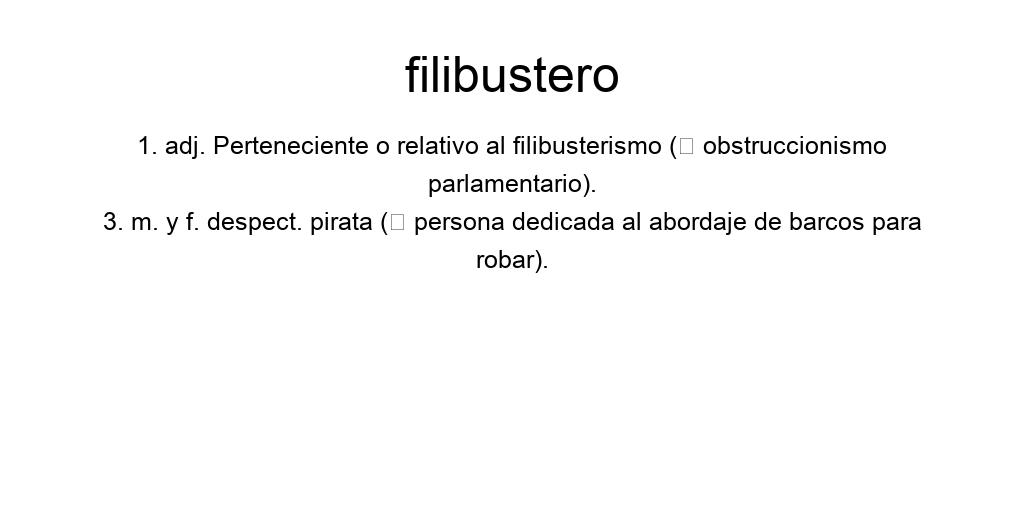 filibustero
1. adj. Perteneciente o relativo al filibusterismo (□ obstruccionismo
parlamentario).
3. m. y f. despect. pirata (□ persona dedicada al abordaje de barcos para
robar).